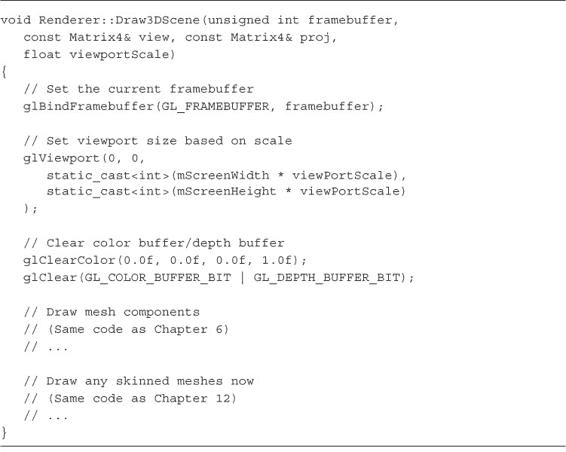 void Renderer::Draw3DScene(unsigned int framebuffer,
   const Matrix4& view, const Matrix4& proj,
   float viewportScale)
{
   // Set the current framebuffer
   glBindFramebuffer(GL_FRAMEBUFFER, framebuffer);

   // Set viewport size based on scale
   glViewport(0, 0,
      static_cast<int>(mScreenWidth * viewPortScale),
      static_cast<int>(mScreenHeight * viewPortScale)
   );

   // Clear color buffer/depth buffer
   glClearColor(0.0f, 0.0f, 0.0f, 1.0f);
   glClear(GL_COLOR_BUFFER_BIT | GL_DEPTH_BUFFER_BIT);

   // Draw mesh components
   // (Same code as Chapter 6)
   // ...

   // Draw any skinned meshes now
   // (Same code as Chapter 12)
   // ...
}